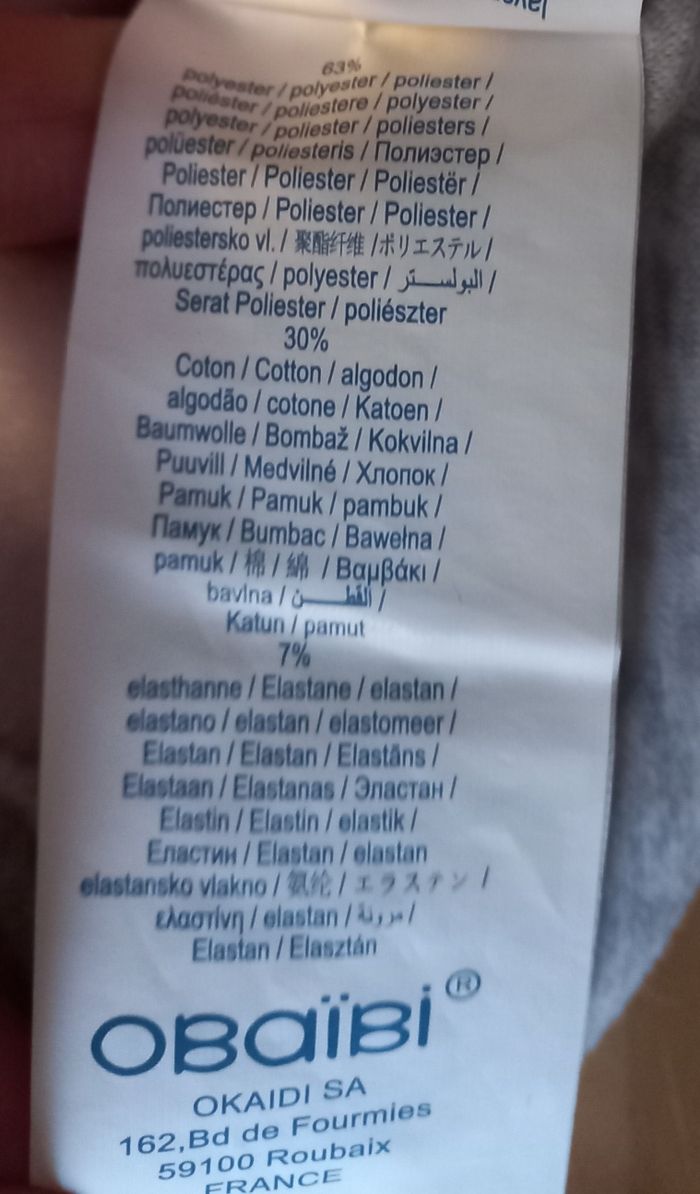 63%
polyester / polyester / poliester /
poliéster / poliestere / polyester /
polyester / poliester / poliesters /
polüester / poliesteris / Полиэстер /
Poliester / Poliester / Poliestër /
Полиестер / Poliester / Poliester /
poliestersko vl. / 聚酯纤维 /ポリエステル /
πολυεστέρας / polyester / البولستر /
Serat Poliester / poliészter
30%
Coton / Cotton / algodon /
algodão / cotone / Katoen /
Baumwolle / Bombaž / Kokvilna /
Puuvill / Medvilné / Хлопок /
Pamuk / Pamuk / pambuk /
Памук / Bumbac / Bawełna /
pamuk / 棉 / 綿 / Βαμβάκι /
bavlna / القطن /
Katun / pamut
7%
elasthanne / Elastane / elastan /
elastano / elastan / elastomeer /
Elastan / Elastan / Elastāns /
Elastaan / Elastanas / Эластан /
Elastin / Elastin / elastik /
Еластин / Elastan / elastan
elastansko vlakno / 氨纶 / エラステン /
ελαστίνη / elastan / مرونة /
Elastan / Elasztán
OBaïBi®
OKAIDI SA
162,Bd de Fourmies
59100 Roubaix
FRANCE